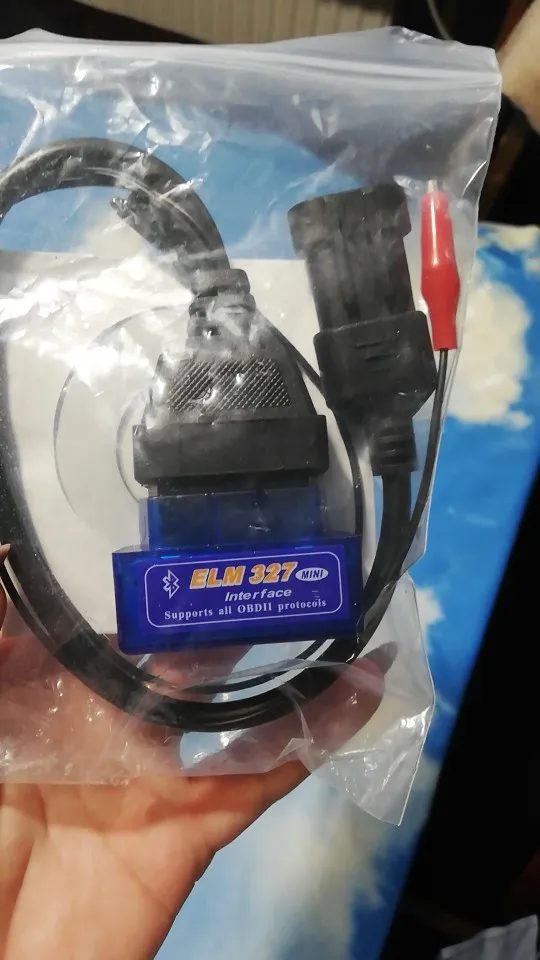 ELM 327 MINI
Interface
Supports all OBDII protocols